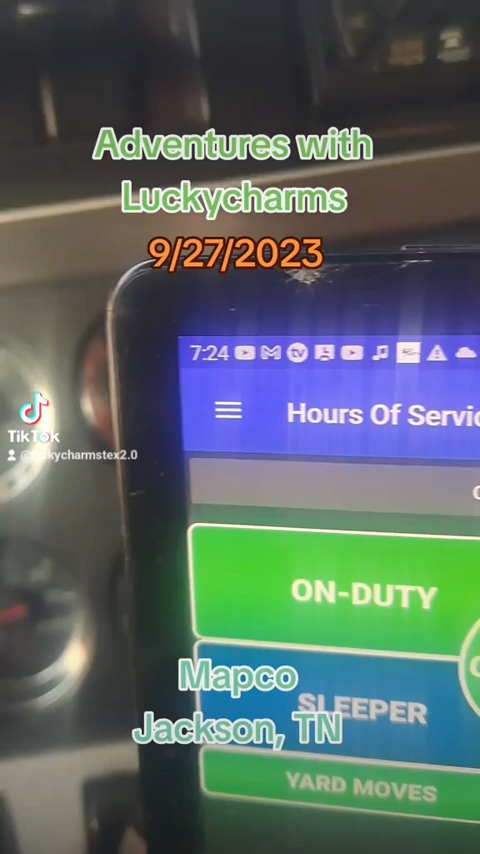 Adventures with
Luckycharms
9/27/2023
7:24
Hours Of Servic
TikTok
ON-DUTY
Mapco
SLEEPER
Jackson, TN
YARD MOVES